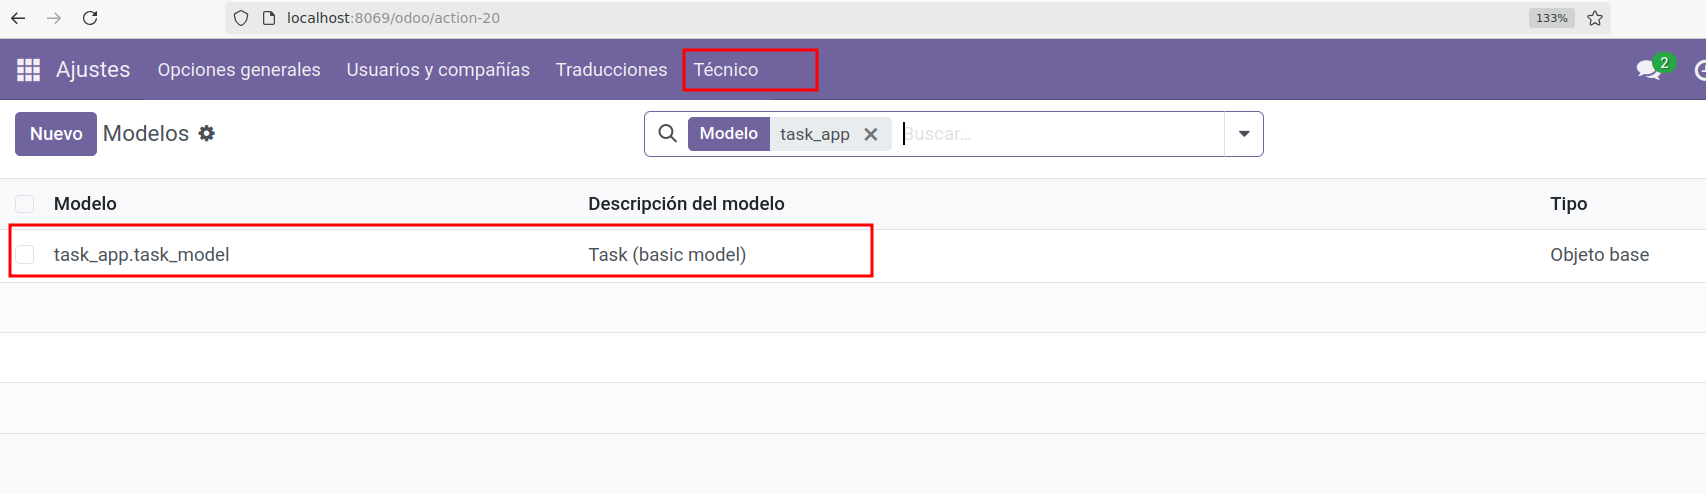 localhost:8069/odoo/action-20 133%
Ajustes Opciones generales Usuarios y compañías Traducciones Técnico 2
Nuevo Modelos Modelo task_app Buscar...
Modelo Descripción del modelo Tipo
task_app.task_model Task (basic model) Objeto base